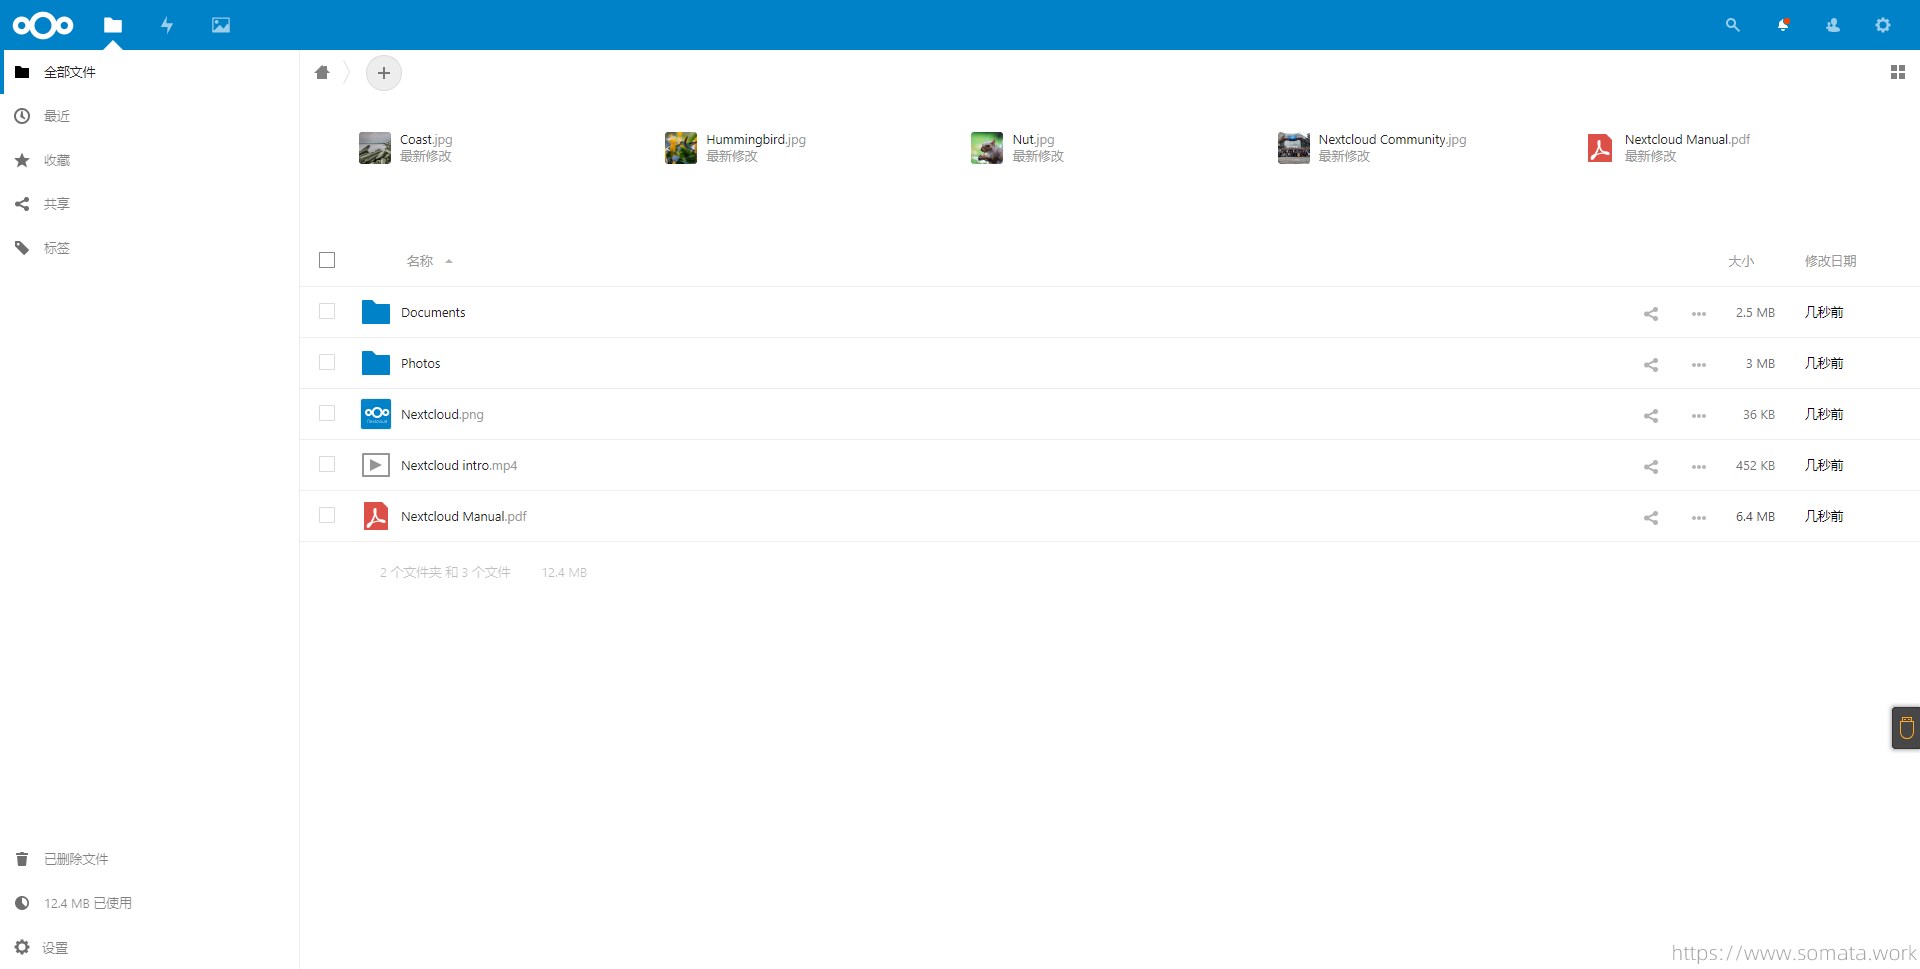 全部文件
最近
收藏
共享
标签
Coast.jpg
最新修改
Hummingbird.jpg
最新修改
Nut.jpg
最新修改
Nextcloud Community.jpg
最新修改
Nextcloud Manual.pdf
最新修改
名称 大小 修改日期
Documents 2.5 MB 几秒前
Photos 3 MB 几秒前
Nextcloud.png 36 KB 几秒前
Nextcloud intro.mp4 452 KB 几秒前
Nextcloud Manual.pdf 6.4 MB 几秒前
2 个文件夹 和 3 个文件 12.4 MB
已删除文件
12.4 MB 已使用
设置
https://www.somata.work